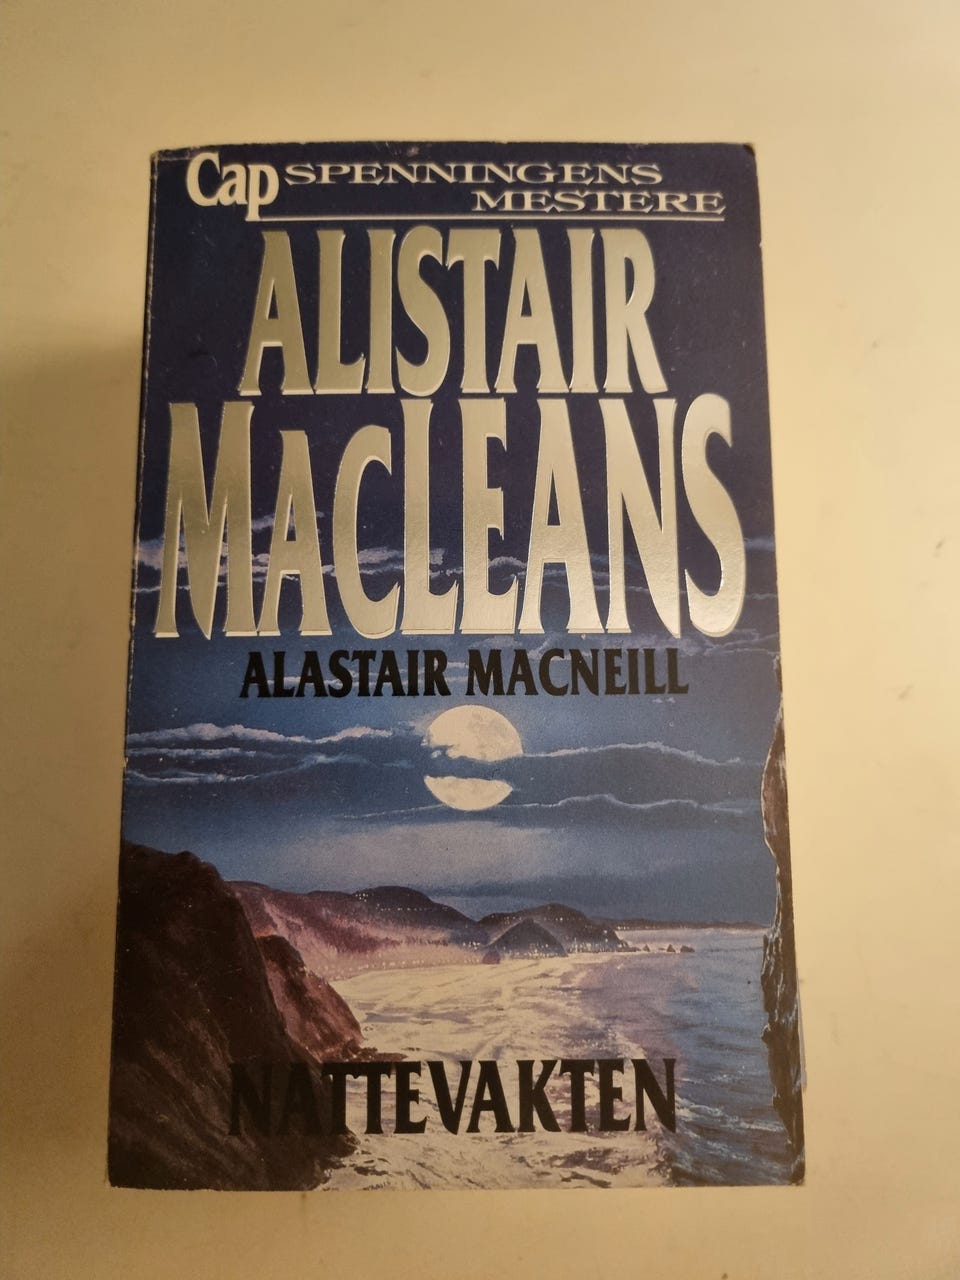 Cap SPENNINGENS
MESTERE
ALISTAIR
MACLEANS
ALASTAIR MACNEILL
NATTEVAKTEN